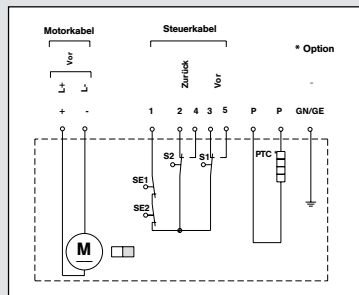 Motorkabel
Steuerkabel
* Option
Vor
Zurück
Vor
L+
L-
-
+
-
1
2
4
3
5
P
P
GN/GE
S2
S1
PTC *
SE1
SE2
M